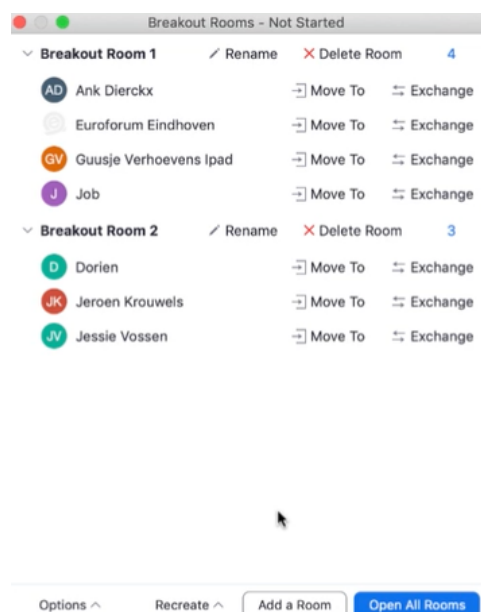 Breakout Rooms - Not Started
Breakout Room 1 Rename Delete Room 4
AD Ank Dierckx Move To Exchange
Euroforum Eindhoven Move To Exchange
GV Guusje Verhoevens Ipad Move To Exchange
J Job Move To Exchange
Breakout Room 2 Rename Delete Room 3
D Dorien Move To Exchange
JK Jeroen Krouwels Move To Exchange
JV Jessie Vossen Move To Exchange
Options Recreate Add a Room Open All Rooms